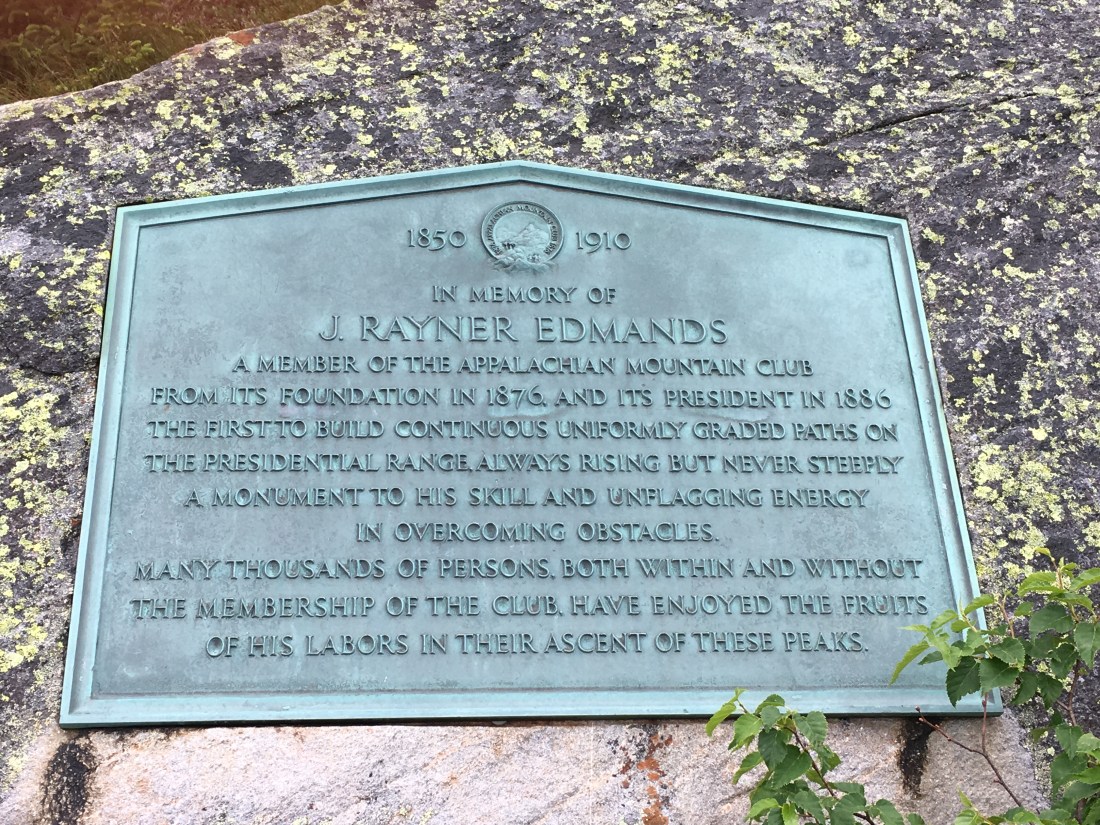 1850 1910
IN MEMORY OF
J. RAYNER EDMANDS
A MEMBER OF THE APPALACHIAN MOUNTAIN CLUB
FROM ITS FOUNDATION IN 1876, AND ITS PRESIDENT IN 1886
THE FIRST TO BUILD CONTINUOUS UNIFORMLY GRADED PATHS ON
THE PRESIDENTIAL RANGE, ALWAYS RISING BUT NEVER STEEPLY
A MONUMENT TO HIS SKILL AND UNFLAGGING ENERGY
IN OVERCOMING OBSTACLES.
MANY THOUSANDS OF PERSONS, BOTH WITHIN AND WITHOUT
THE MEMBERSHIP OF THE CLUB, HAVE ENJOYED THE FRUITS
OF HIS LABORS IN THEIR ASCENT OF THESE PEAKS.